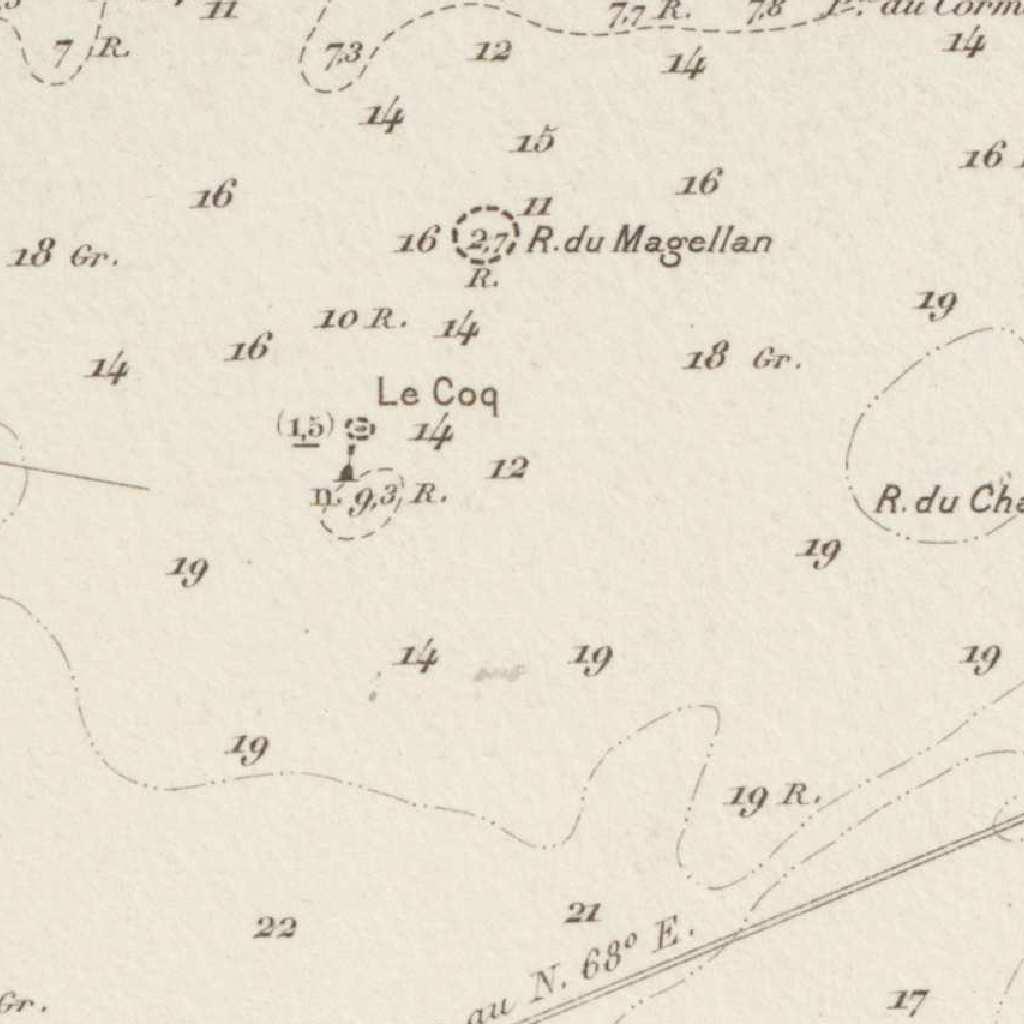 11 7,7 R. 7,8 du Corm
7 R. 7,3 12 14 14
14 15
16 16 16
11
18 Gr. 16 2,7 R. du Magellan
R.
10 R. 14 19
14 16 18 Gr.
Le Coq
(1,5) 14
12
n. 9,3 R. R. du Cha
19 19
14 19 19
19
19 R.
22 21
au N. 68° E.
Gr. 17